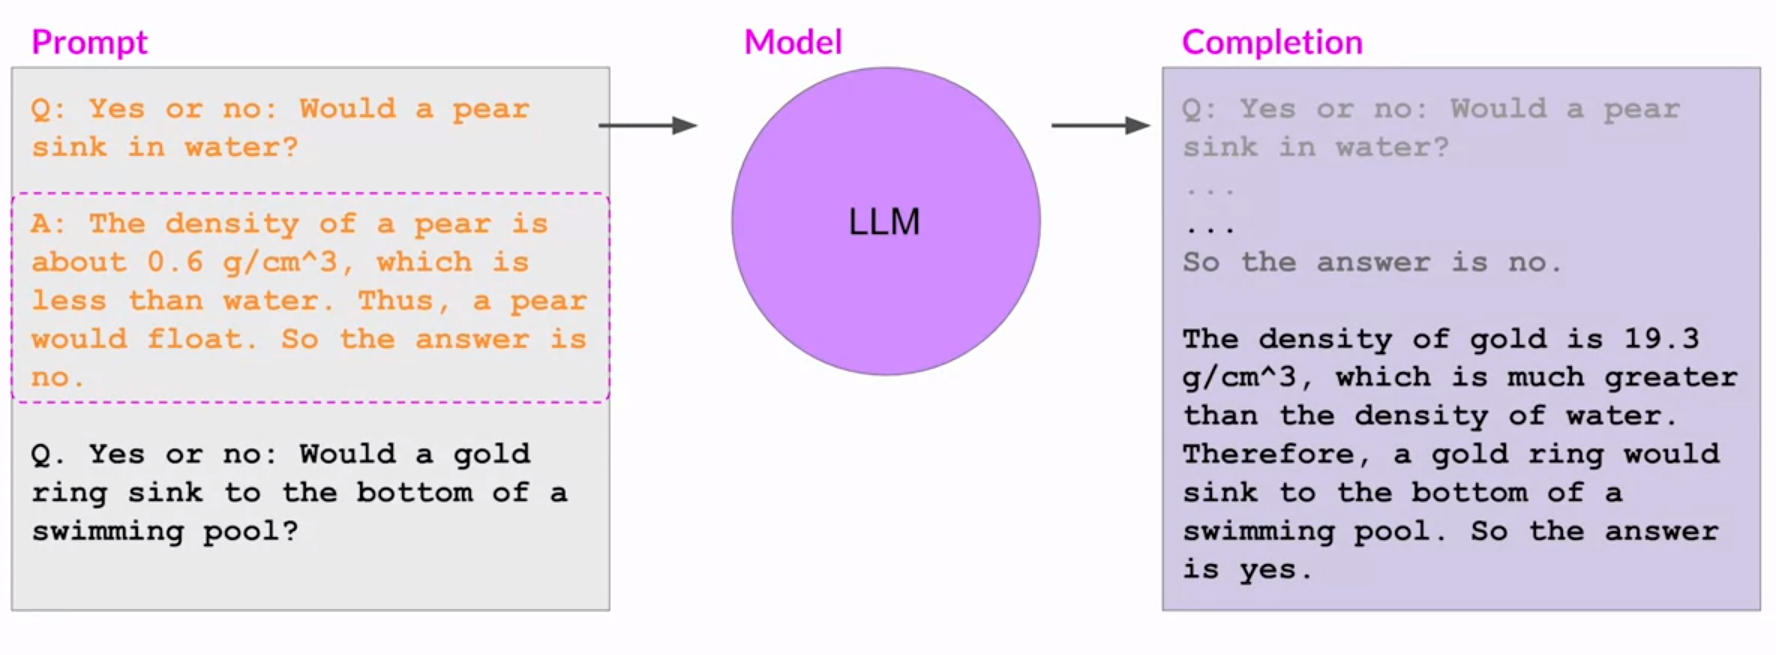 Prompt
Q: Yes or no: Would a pear
sink in water?
A: The density of a pear is
about 0.6 g/cm^3, which is
less than water. Thus, a pear
would float. So the answer is
no.
Q. Yes or no: Would a gold
ring sink to the bottom of a
swimming pool?
Model
LLM
Completion
Q: Yes or no: Would a pear
sink in water?
...
...
So the answer is no.
The density of gold is 19.3
g/cm^3, which is much greater
than the density of water.
Therefore, a gold ring would
sink to the bottom of a
swimming pool. So the answer
is yes.